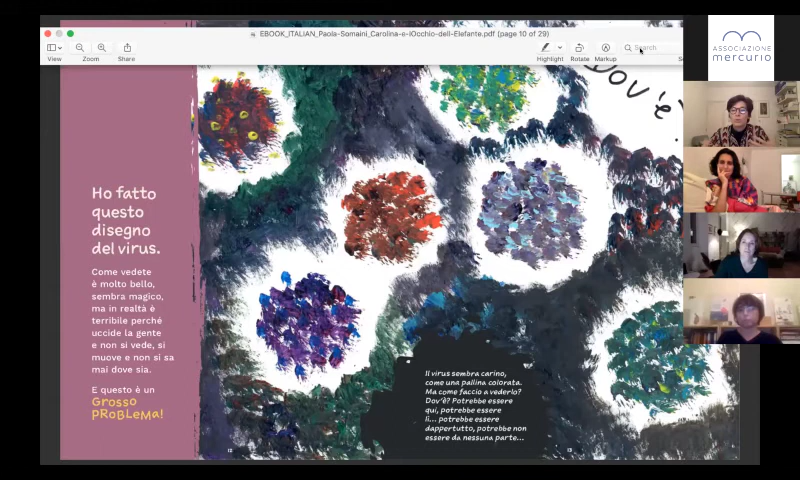 EBOOK_ITALIAN_Paola-Somaini_Carolina-e-lOcchio-dell-Elefante.pdf (page 10 of 29)
View
Zoom
Share
Highlight
Rotate
Markup
Search
ASSOCIAZIONE
mercurio
Dov'è
Ho fatto
questo
disegno
del virus.
Come vedete
è molto bello,
sembra magico,
ma in realtà è
terribile perché
uccide la gente
e non si vede, si
muove e non si sa
mai dove sia.
E questo è un
Grosso
PRoBLeMa!
Il virus sembra carino,
come una pallina colorata.
Ma come faccio a vederlo?
Dov'è? Potrebbe essere
qui, potrebbe essere
lì... potrebbe essere
dappertutto, potrebbe non
essere da nessuna parte...
12
13